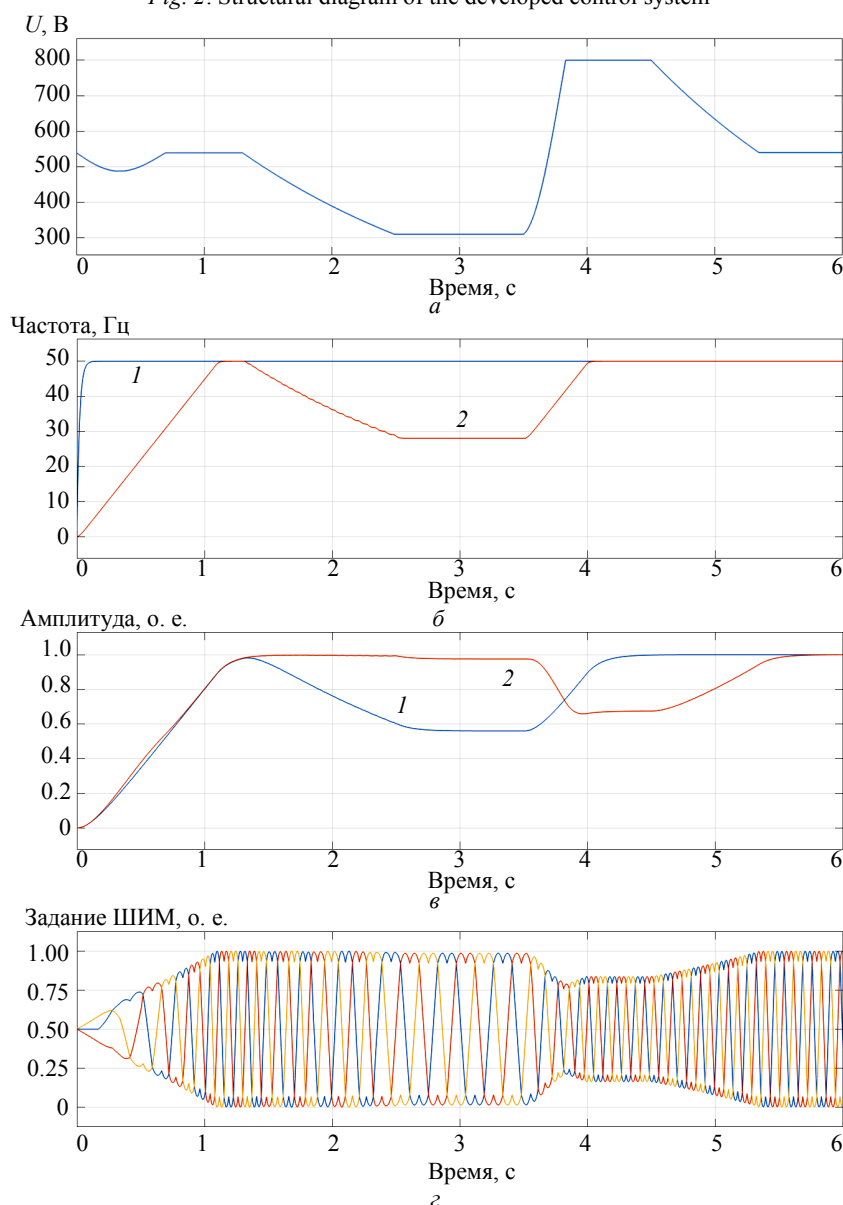 Fig. 2. Structural diagram of the developed control system
U, В
800
700
600
500
400
300
0 1 2 3 4 5 6
Время, с
а
Частота, Гц
50
40
30
20
10
0
1
2
0 1 2 3 4 5 6
Время, с
б
Амплитуда, о. е.
1.0
0.8
0.6
0.4
0.2
0
2
1
0 1 2 3 4 5 6
Время, с
в
Задание ШИМ, о. е.
1.00
0.75
0.50
0.25
0
0 1 2 3 4 5 6
Время, с
г